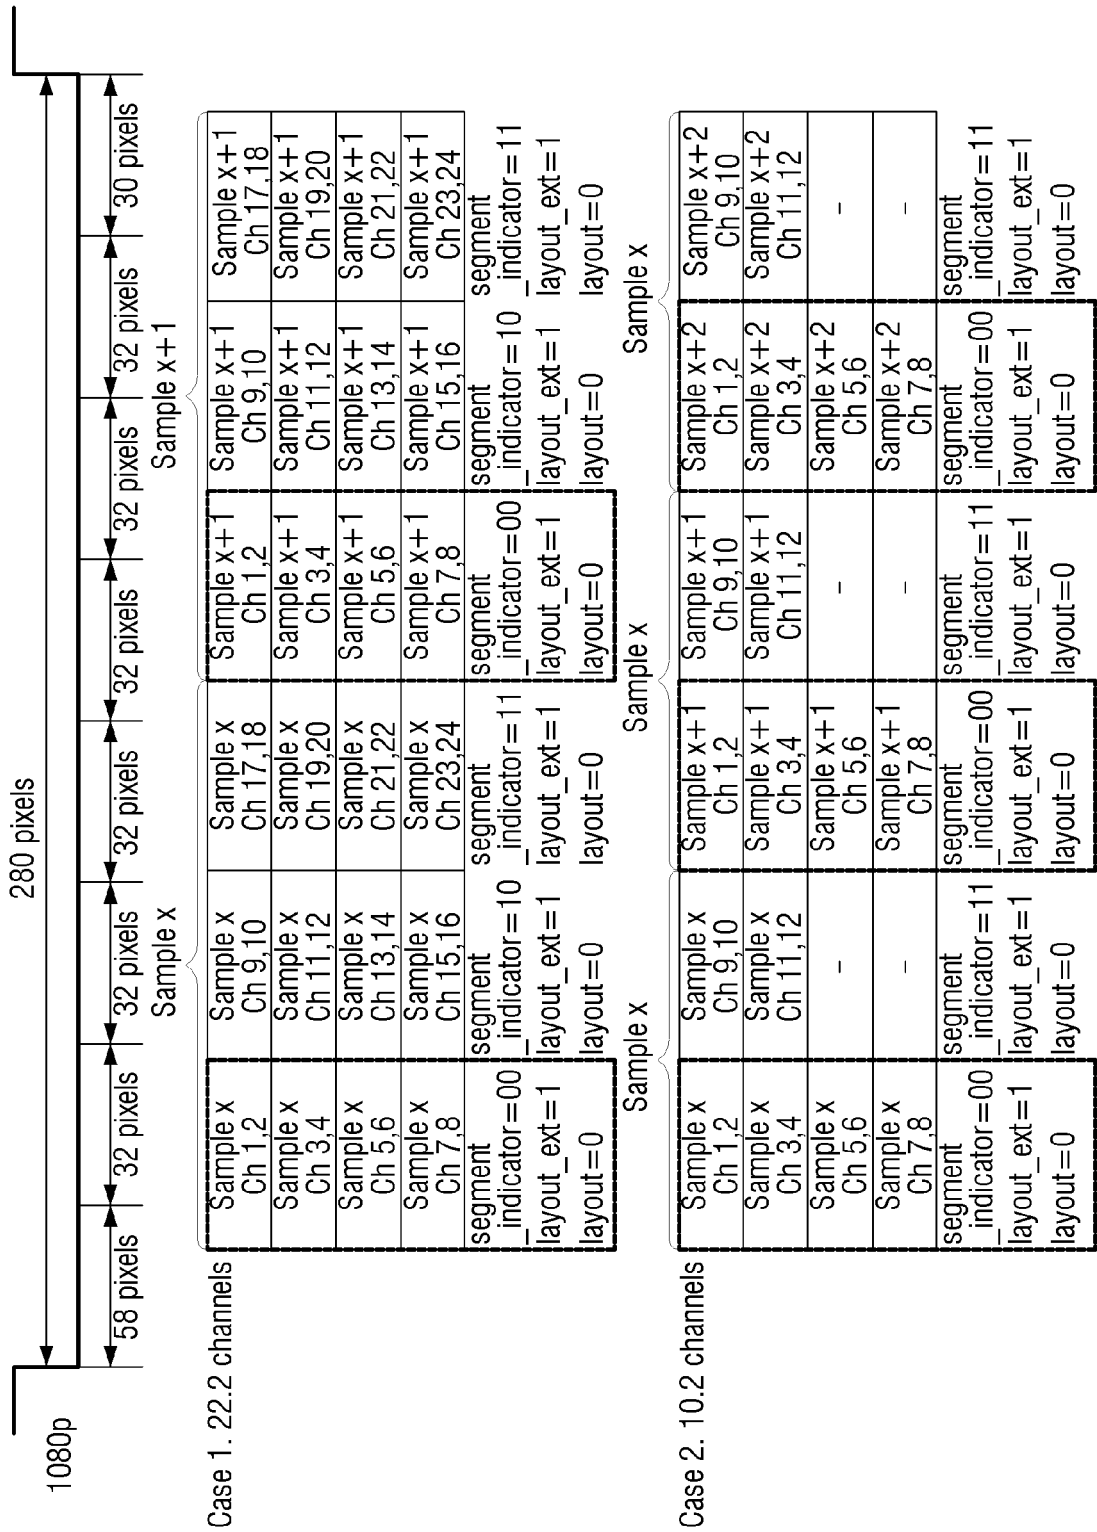 1080p
280 pixels
58 pixels
32 pixels
32 pixels
32 pixels
32 pixels
32 pixels
32 pixels
30 pixels
Case 1. 22.2 channels
Sample x
Sample x+1
Sample x
Ch 1,2
Sample x
Ch 9,10
Sample x
Ch 17,18
Sample x+1
Ch 1,2
Sample x+1
Ch 9,10
Sample x+1
Ch 17,18
Sample x
Ch 3,4
Sample x
Ch 11,12
Sample x
Ch 19,20
Sample x+1
Ch 3,4
Sample x+1
Ch 11,12
Sample x+1
Ch 19,20
Sample x
Ch 5,6
Sample x
Ch 13,14
Sample x
Ch 21,22
Sample x+1
Ch 5,6
Sample x+1
Ch 13,14
Sample x+1
Ch 21,22
Sample x
Ch 7,8
Sample x
Ch 15,16
Sample x
Ch 23,24
Sample x+1
Ch 7,8
Sample x+1
Ch 15,16
Sample x+1
Ch 23,24
segment
_indicator=00
layout_ext=1
layout=0
segment
_indicator=10
layout_ext=1
layout=0
segment
_indicator=11
layout_ext=1
layout=0
segment
_indicator=00
layout_ext=1
layout=0
segment
_indicator=10
layout_ext=1
layout=0
segment
_indicator=11
layout_ext=1
layout=0
Case 2. 10.2 channels
Sample x
Sample x
Sample x
Sample x
Ch 1,2
Sample x
Ch 9,10
Sample x+1
Ch 1,2
Sample x+1
Ch 9,10
Sample x+2
Ch 1,2
Sample x+2
Ch 9,10
Sample x
Ch 3,4
Sample x
Ch 11,12
Sample x+1
Ch 3,4
Sample x+1
Ch 11,12
Sample x+2
Ch 3,4
Sample x+2
Ch 11,12
Sample x
Ch 5,6
-
Sample x+1
Ch 5,6
-
Sample x+2
Ch 5,6
-
Sample x
Ch 7,8
-
Sample x+1
Ch 7,8
-
Sample x+2
Ch 7,8
-
segment
_indicator=00
layout_ext=1
layout=0
segment
_indicator=11
layout_ext=1
layout=0
segment
_indicator=00
layout_ext=1
layout=0
segment
_indicator=11
layout_ext=1
layout=0
segment
_indicator=00
layout_ext=1
layout=0
segment
_indicator=11
layout_ext=1
layout=0